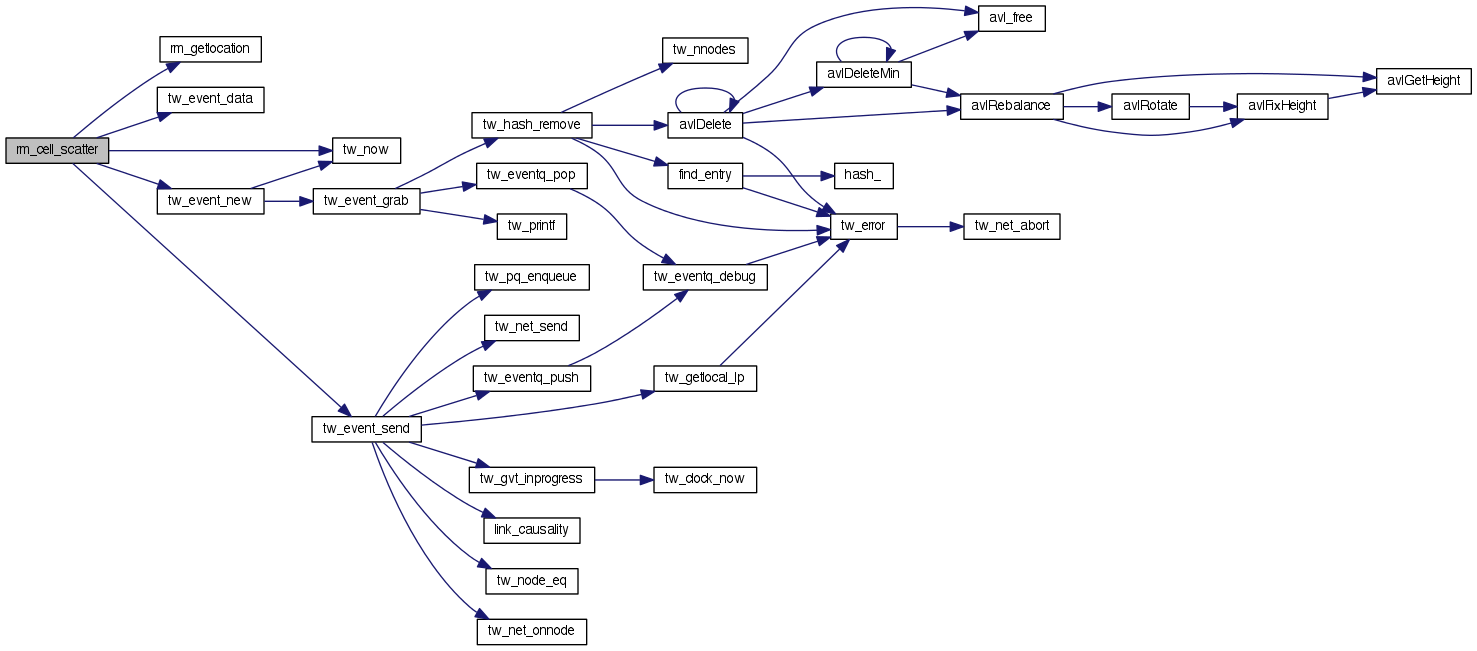 avl_free
rm_getlocation
tw_nnodes
avlDeleteMin
avlGetHeight
tw_event_data
avlRebalance
avlRotate
avlFixHeight
tw_hash_remove
avlDelete
rm_cell_scatter
tw_now
tw_eventq_pop
find_entry
hash_
tw_event_new
tw_event_grab
tw_printf
tw_error
tw_net_abort
tw_pq_enqueue
tw_eventq_debug
tw_net_send
tw_eventq_push
tw_getlocal_lp
tw_event_send
tw_gvt_inprogress
tw_clock_now
link_causality
tw_node_eq
tw_net_onnode